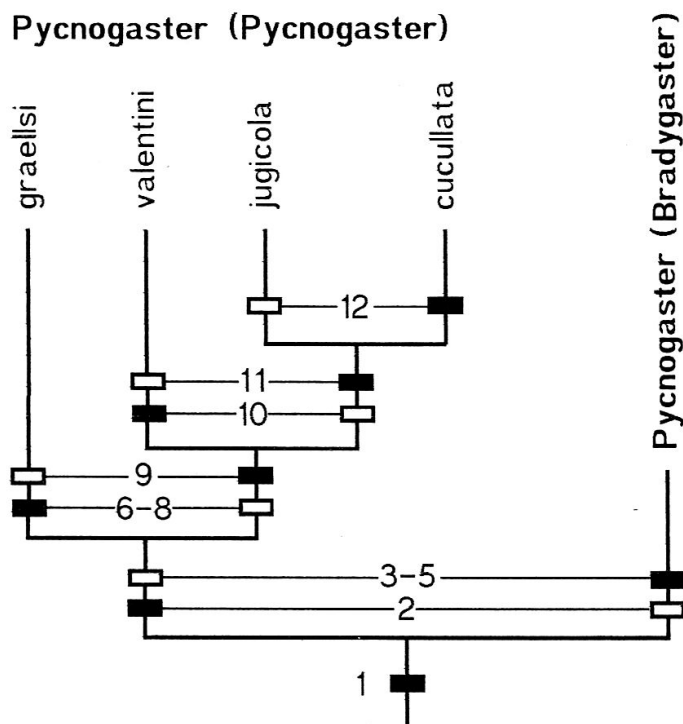 Pycnogaster (Pycnogaster)
graellsi
valentini
jugicola
cucullata
Pycnogaster (Bradygaster)
12
11
10
9
6-8
3-5
2
1